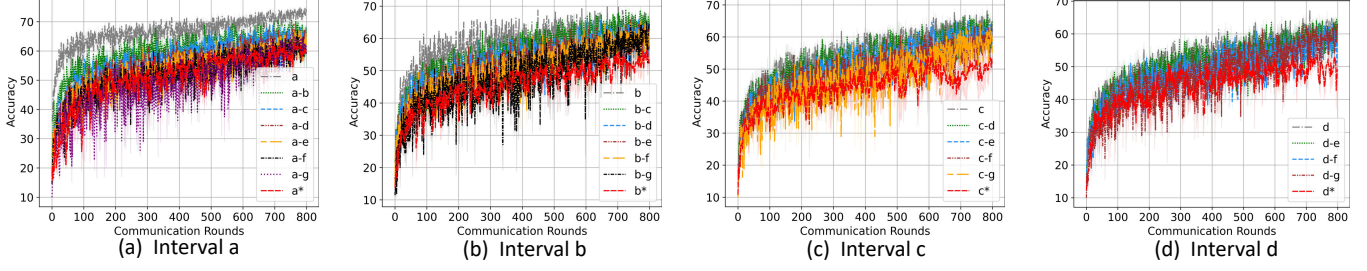 70
60
50
40
30
20
10
Accuracy
a
a-b
a-c
a-d
a-e
a-f
a-g
a*
0 100 200 300 400 500 600 700 800
Communication Rounds
(a) Interval a
70
60
50
40
30
20
10
Accuracy
b
b-c
b-d
b-e
b-f
b-g
b*
0 100 200 300 400 500 600 700 800
Communication Rounds
(b) Interval b
70
60
50
40
30
20
10
Accuracy
c
c-d
c-e
c-f
c-g
c*
0 100 200 300 400 500 600 700 800
Communication Rounds
(c) Interval c
70
60
50
40
30
20
10
Accuracy
d
d-e
d-f
d-g
d*
0 100 200 300 400 500 600 700 800
Communication Rounds
(d) Interval d